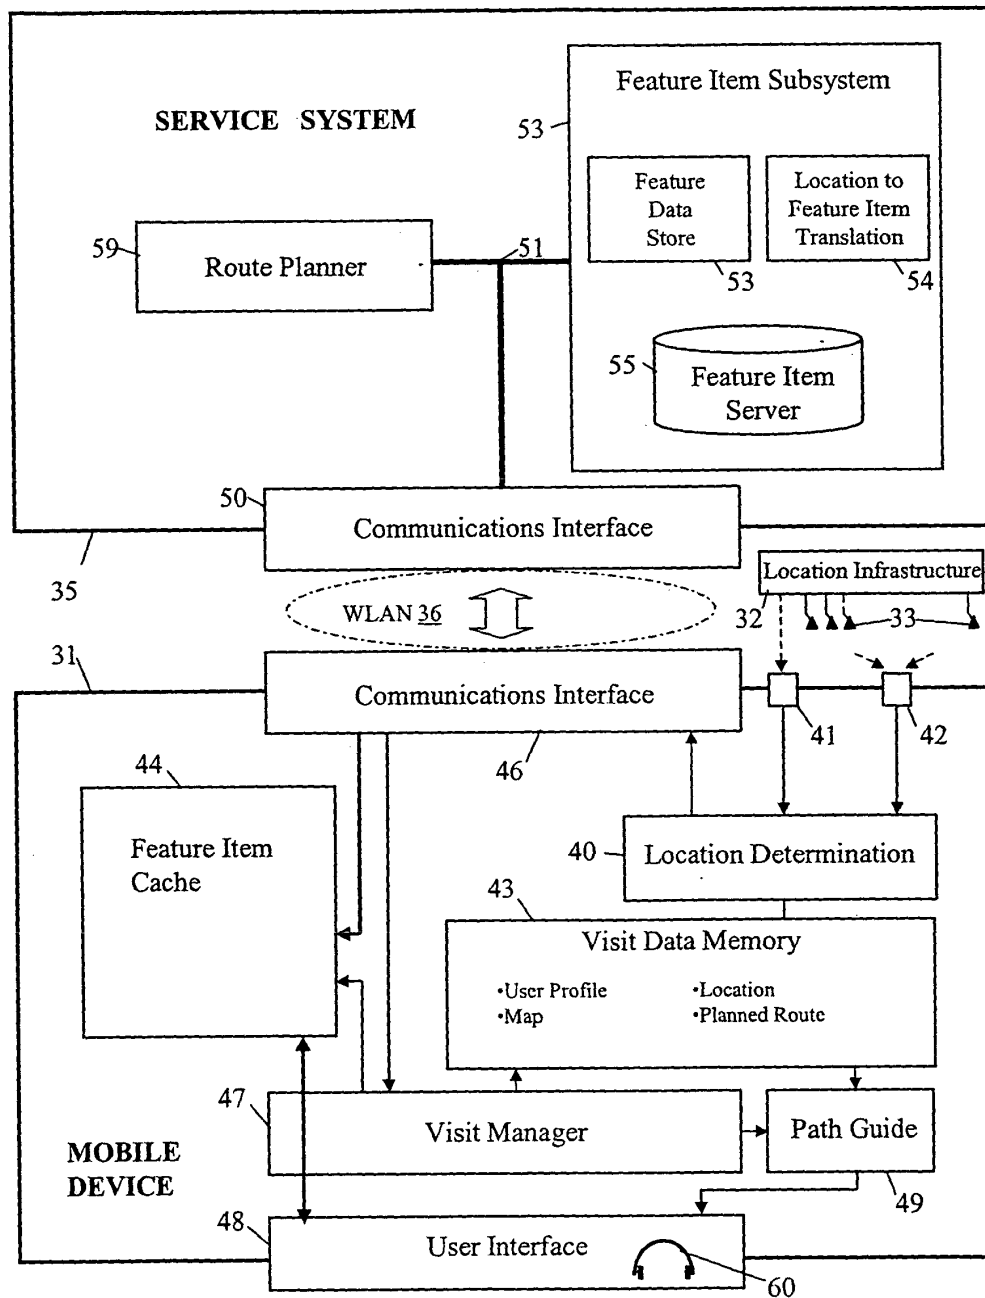 SERVICE SYSTEM
Feature Item Subsystem
53
Feature
Data
Store
Location to
Feature Item
Translation
59
Route Planner
51
53
54
55
Feature Item
Server
50
Communications Interface
35
Location Infrastructure
WLAN 36
32
33
31
Communications Interface
41
42
44
46
Feature Item
Cache
40
Location Determination
43
Visit Data Memory
•User Profile
•Map
•Location
•Planned Route
47
Visit Manager
Path Guide
MOBILE
DEVICE
49
48
User Interface
60